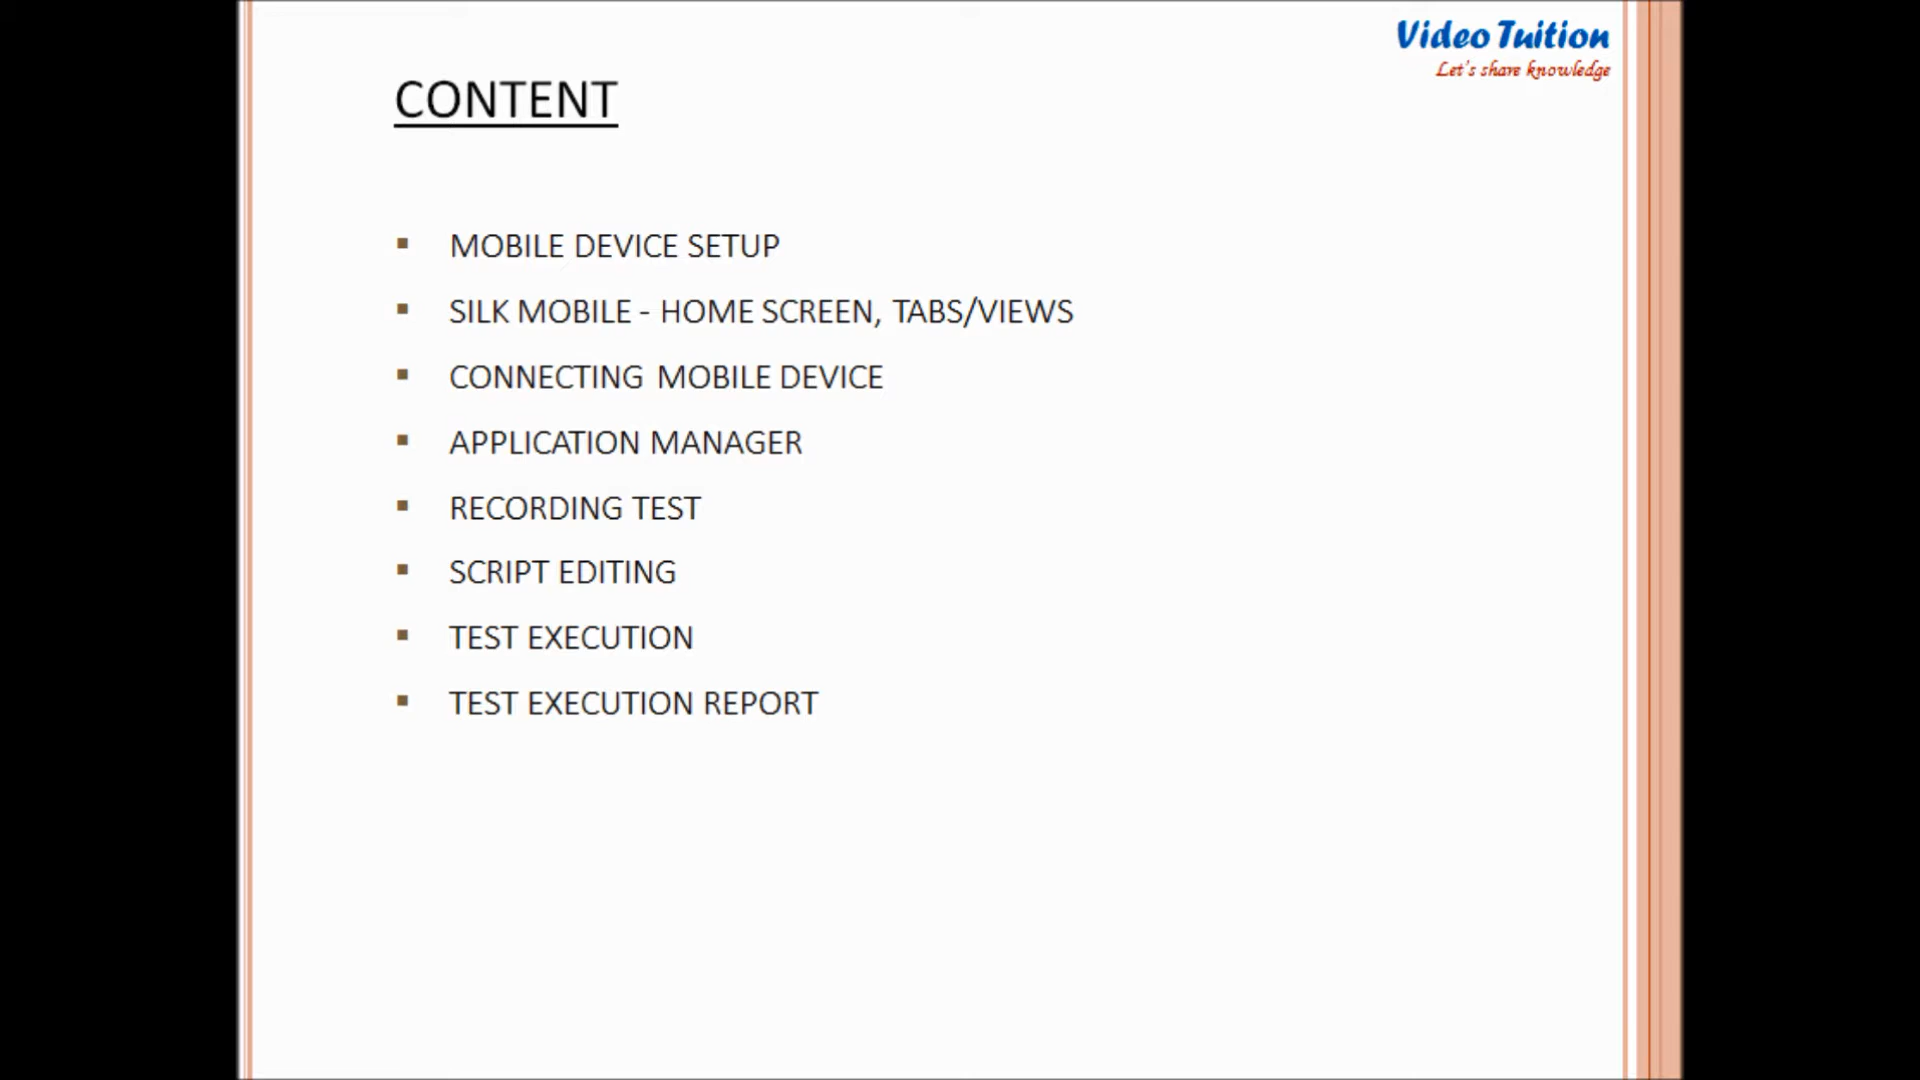 Video Tuition
Let's share knowledge
CONTENT
▪ MOBILE DEVICE SETUP
▪ SILK MOBILE - HOME SCREEN, TABS/VIEWS
▪ CONNECTING MOBILE DEVICE
▪ APPLICATION MANAGER
▪ RECORDING TEST
▪ SCRIPT EDITING
▪ TEST EXECUTION
▪ TEST EXECUTION REPORT